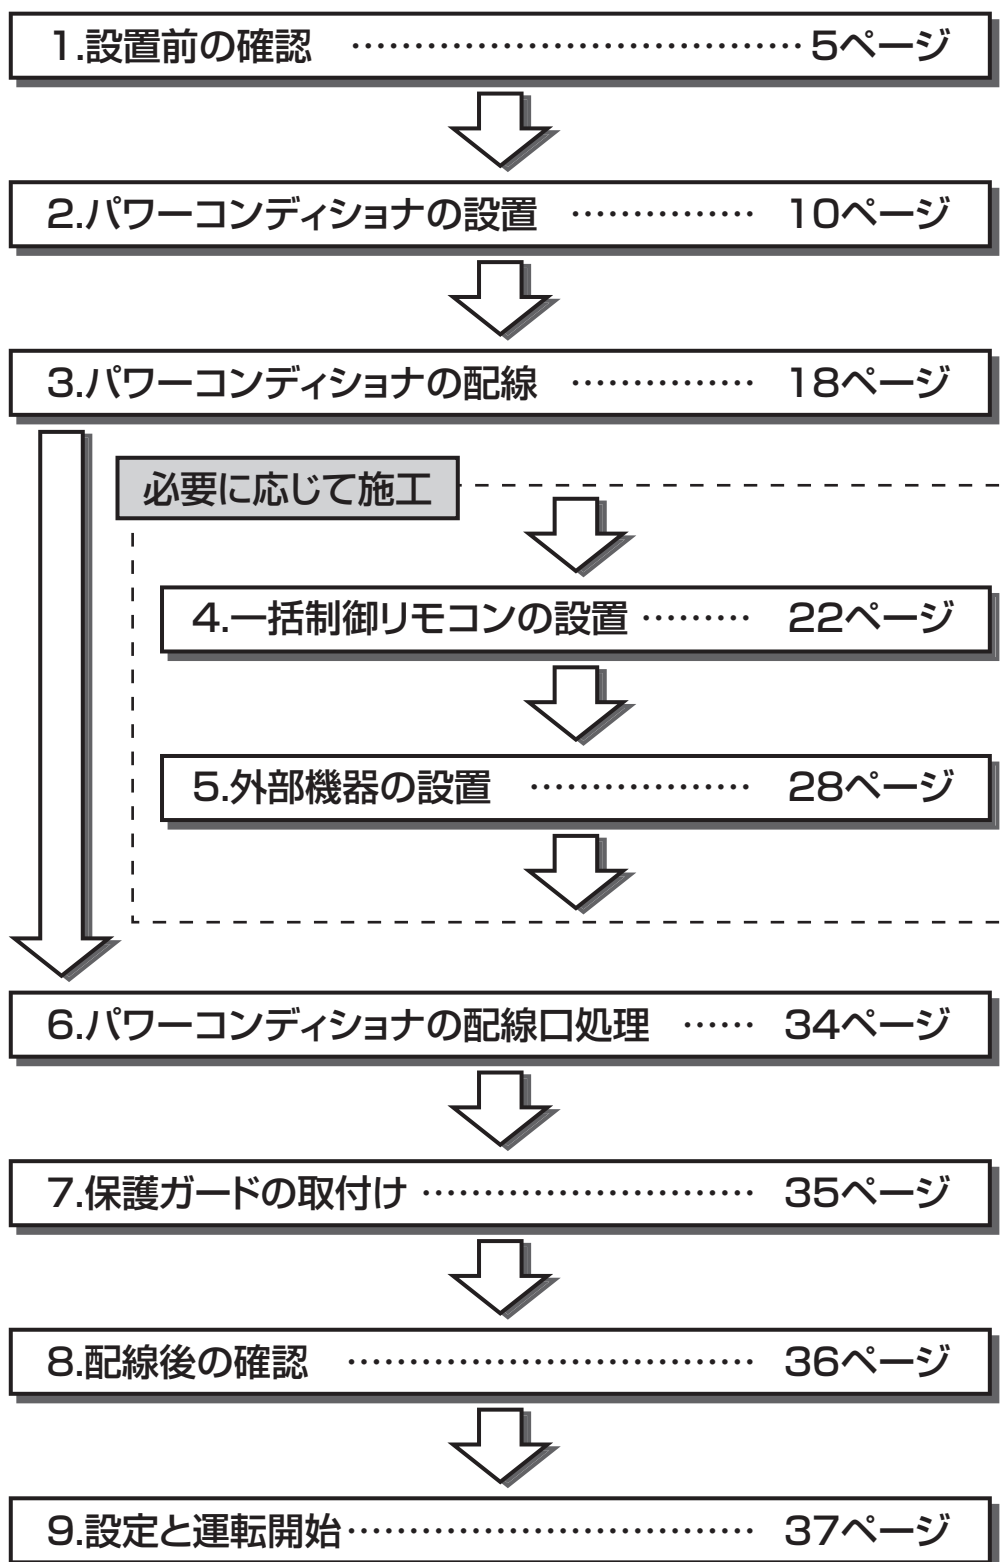 1.設置前の確認 ………………………………5ページ
2.パワーコンディショナの設置 …………… 10ページ
3.パワーコンディショナの配線 …………… 18ページ
必要に応じて施工
4.一括制御リモコンの設置 ……… 22ページ
5.外部機器の設置 ……………… 28ページ
6.パワーコンディショナの配線口処理 …… 34ページ
7.保護ガードの取付け ……………………… 35ページ
8.配線後の確認 …………………………… 36ページ
9.設定と運転開始…………………………… 37ページ